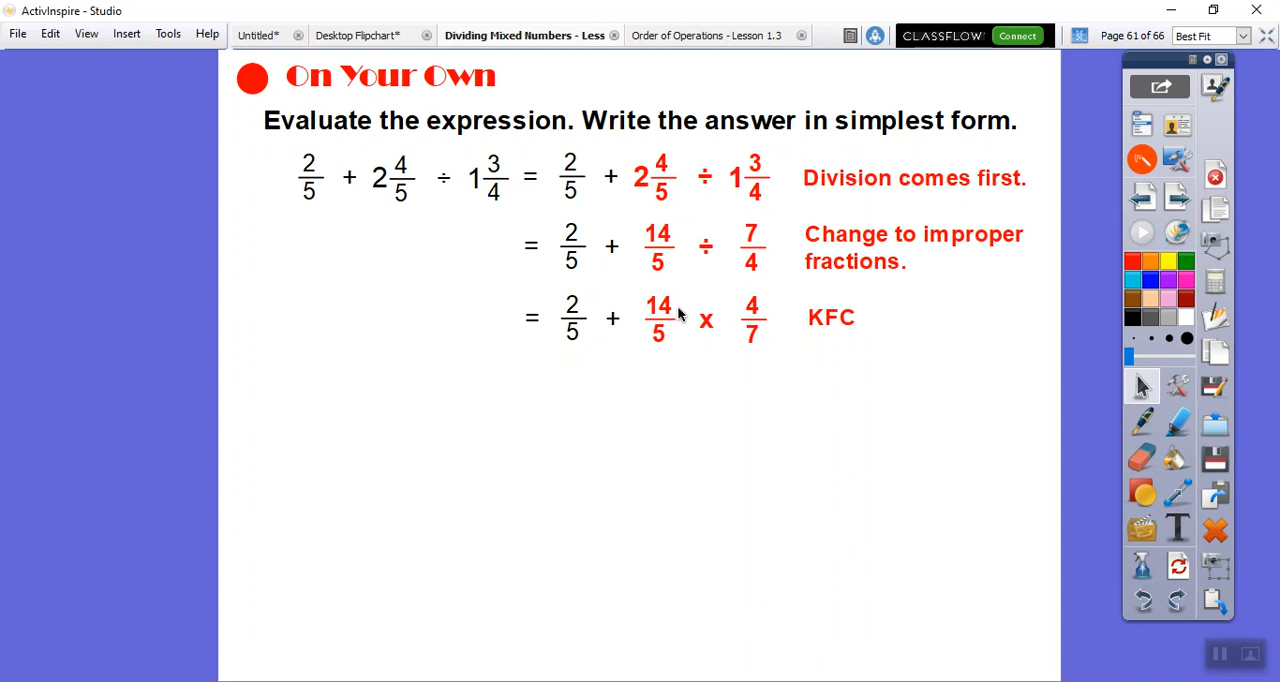 ActivInspire - Studio
File Edit View Insert Tools Help Untitled* Desktop Flipchart* Dividing Mixed Numbers - Less Order of Operations - Lesson 1.3 CLASSFLOW Connect Page 61 of 66 Best Fit
On Your Own
Evaluate the expression. Write the answer in simplest form.
2/5 + 2 4/5 ÷ 1 3/4 = 2/5 + 2 4/5 ÷ 1 3/4 Division comes first.
= 2/5 + 14/5 ÷ 7/4 Change to improper
fractions.
= 2/5 + 14/5 x 4/7 KFC